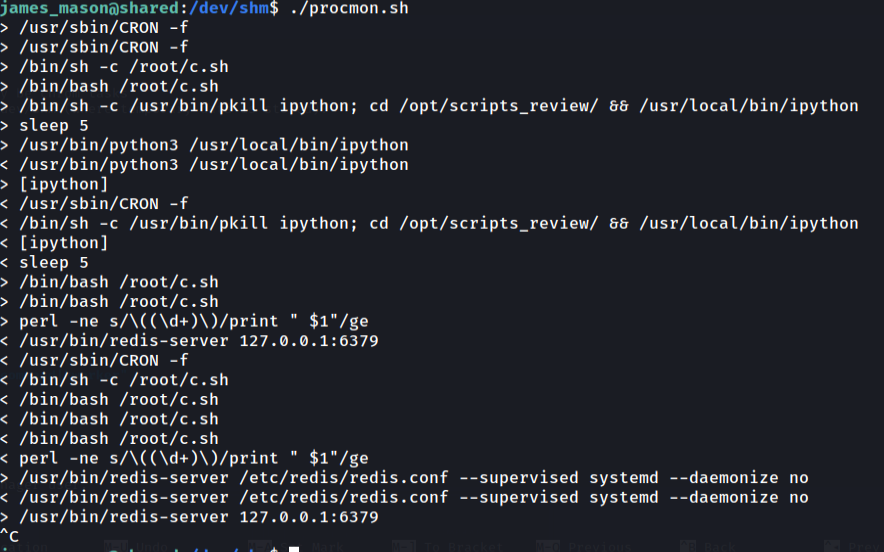 james_mason@shared:/dev/shm$ ./procmon.sh
> /usr/sbin/CRON -f
> /usr/sbin/CRON -f
> /bin/sh -c /root/c.sh
> /bin/bash /root/c.sh
> /bin/sh -c /usr/bin/pkill ipython; cd /opt/scripts_review/ && /usr/local/bin/ipython
> sleep 5
> /usr/bin/python3 /usr/local/bin/ipython
< /usr/bin/python3 /usr/local/bin/ipython
> [ipython]
< /usr/sbin/CRON -f
< /bin/sh -c /usr/bin/pkill ipython; cd /opt/scripts_review/ && /usr/local/bin/ipython
< [ipython]
< sleep 5
> /bin/bash /root/c.sh
> /bin/bash /root/c.sh
> perl -ne s/\((\d+)\)/print " $1"/ge
< /usr/bin/redis-server 127.0.0.1:6379
< /usr/sbin/CRON -f
< /bin/sh -c /root/c.sh
< /bin/bash /root/c.sh
< /bin/bash /root/c.sh
< /bin/bash /root/c.sh
< perl -ne s/\((\d+)\)/print " $1"/ge
> /usr/bin/redis-server /etc/redis/redis.conf --supervised systemd --daemonize no
< /usr/bin/redis-server /etc/redis/redis.conf --supervised systemd --daemonize no
> /usr/bin/redis-server 127.0.0.1:6379
^C